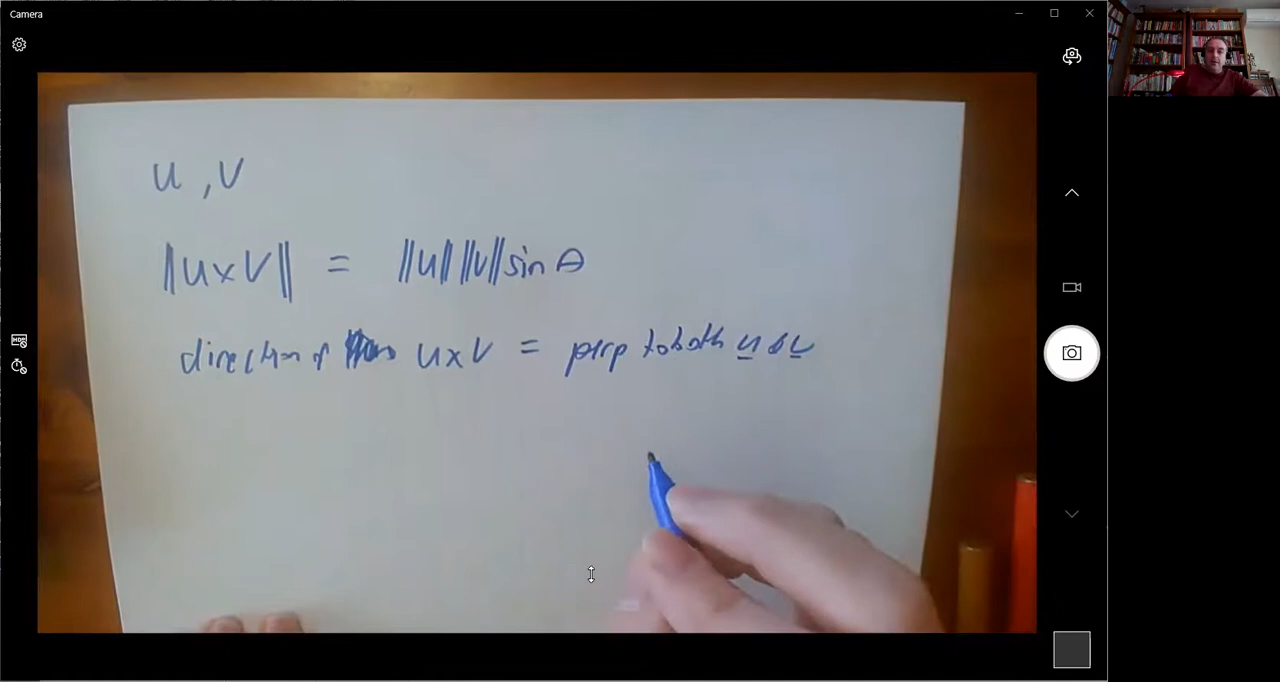 Camera
u , v
||u×v|| = ||u|| ||v|| sin θ
direction of u×v = perp to both u & v